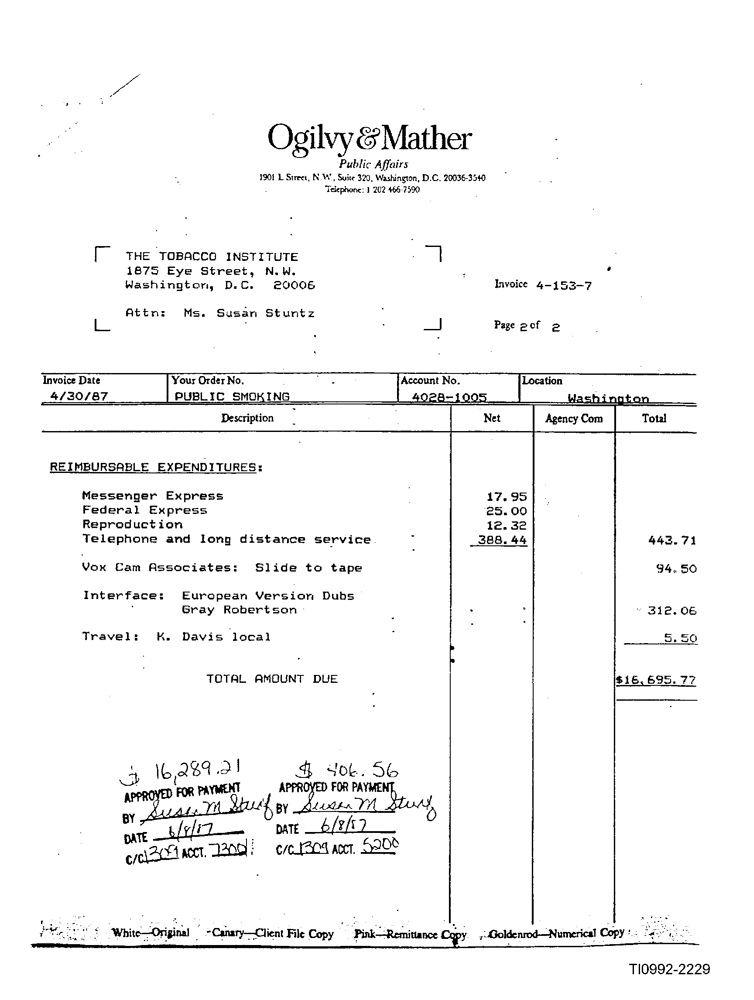 Ogilvy & Mather
Public Affairs
1901 L Street, N.W., Suite 320, Washington, D.C. 20036-3540
Telephone: 1 202 466-7590
THE TOBACCO INSTITUTE
1875 Eye Street, N.W.
Washington, D.C. 20006
Invoice 4-153-7
Attn: Ms. Susan Stuntz
Page 2 of 2
Invoice Date Your Order No. Account No. Location
4/30/87 PUBLIC SMOKING 4028-1005 Washington
Description Net Agency Com Total
REIMBURSABLE EXPENDITURES:
Messenger Express 17.95
Federal Express 25.00
Reproduction 12.32
Telephone and long distance service 388.44 443.71
Vox Cam Associates: Slide to tape 94.50
Interface: European Version Dubs
Gray Robertson 312.06
Travel: K. Davis local 5.50
TOTAL AMOUNT DUE $16,695.77
$ 16,289.21 $ 406.56
APPROVED FOR PAYMENT APPROVED FOR PAYMENT
BY Susan M Stuntz BY Susan M Stuntz
DATE 6/8/87 DATE 6/8/87
C/C 1309 ACCT. 7300 C/C 1309 ACCT. 5200
White—Original Canary—Client File Copy Pink—Remittance Copy Goldenrod—Numerical Copy
TI0992-2229